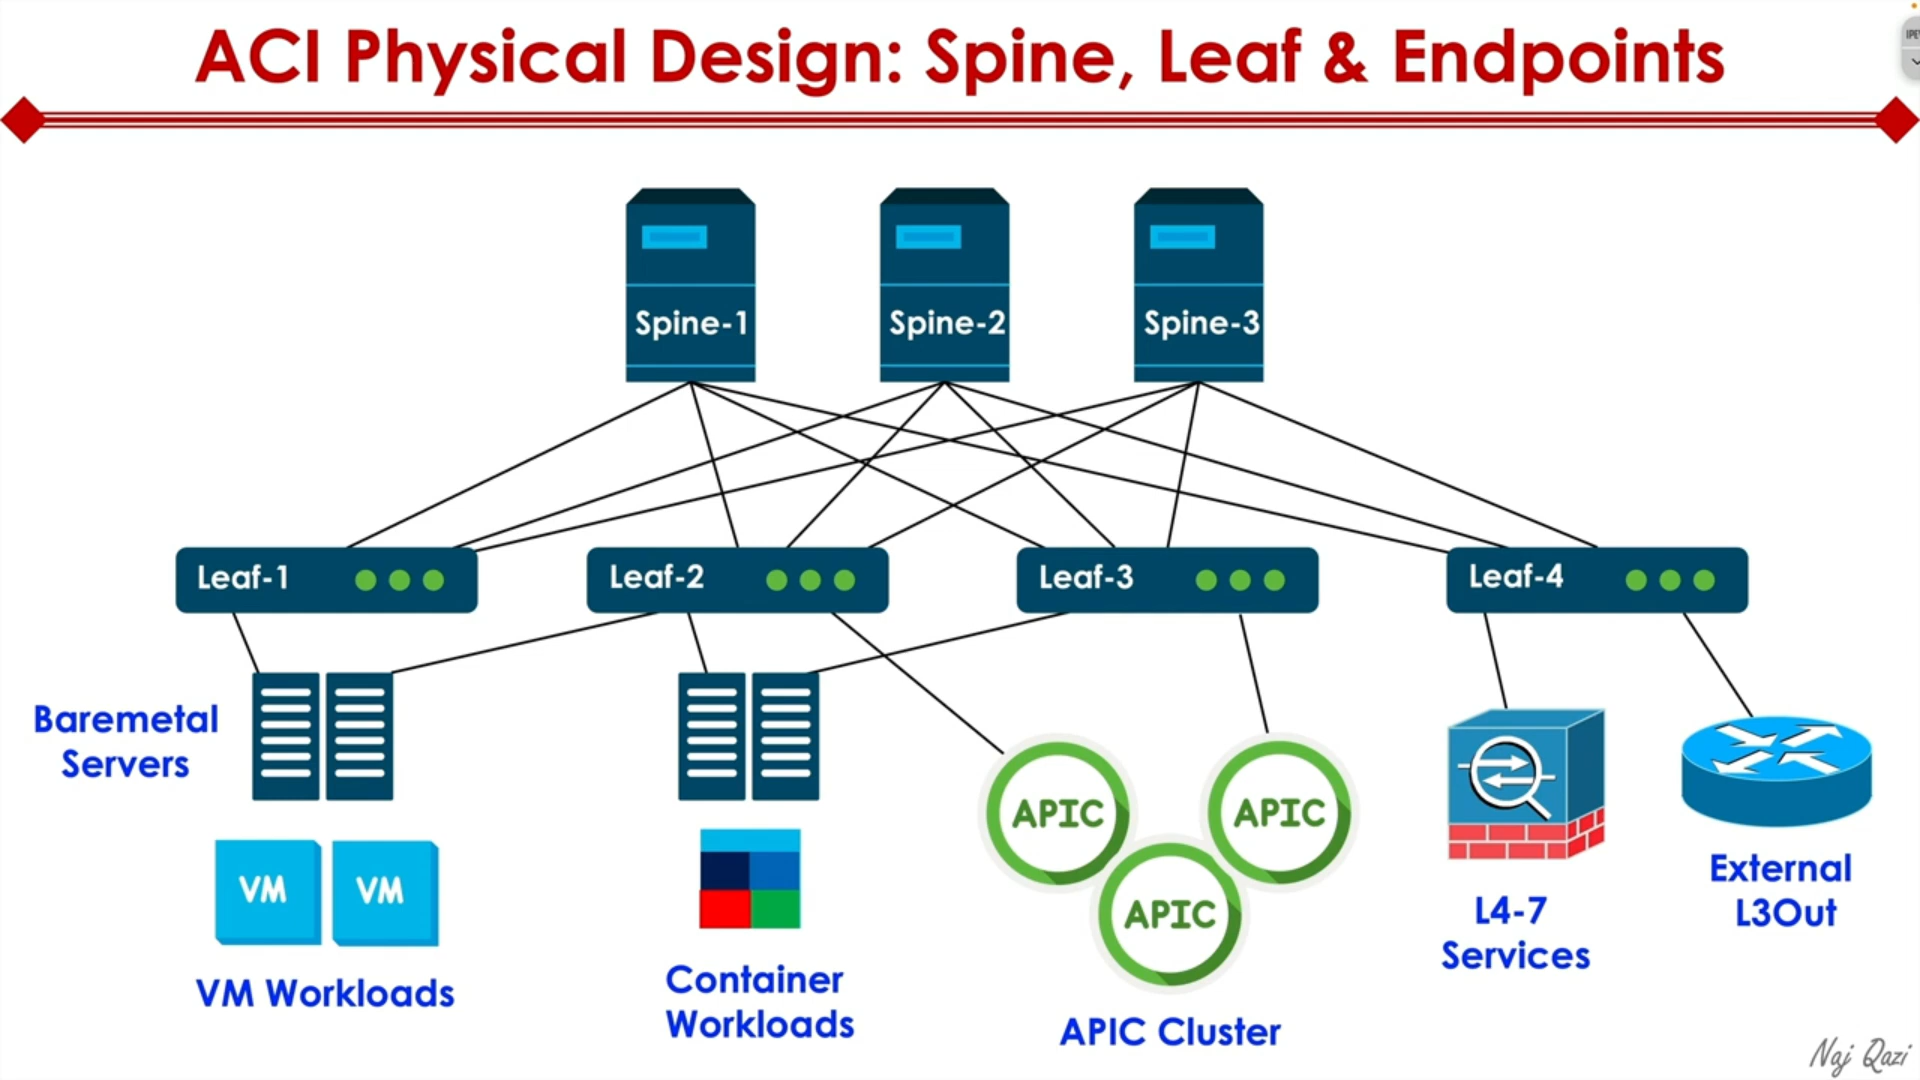 ACI Physical Design: Spine, Leaf & Endpoints
Spine-1
Spine-2
Spine-3
Leaf-1
Leaf-2
Leaf-3
Leaf-4
Baremetal
Servers
VM
VM
VM Workloads
Container
Workloads
APIC
APIC
APIC
APIC Cluster
L4-7
Services
External
L3Out
Naj Qazi